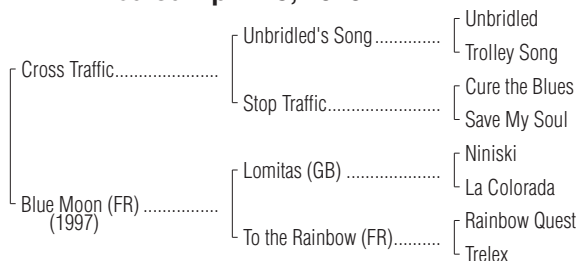 Unbridled
Unbridled's Song
Trolley Song
Cross Traffic
Cure the Blues
Stop Traffic
Save My Soul
Niniski
Lomitas (GB)
La Colorada
Blue Moon (FR)
(1997)
Rainbow Quest
To the Rainbow (FR)
Trelex